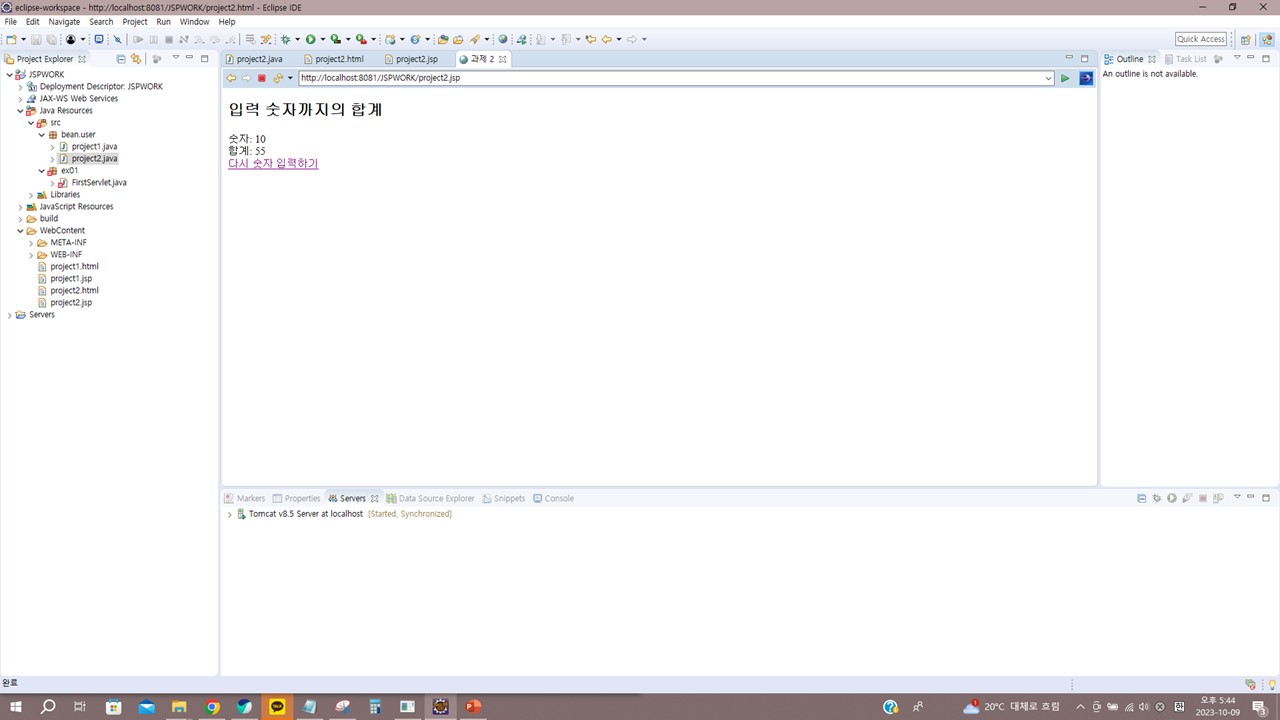 eclipse-workspace - http://localhost:8081/JSPWORK/project2.html - Eclipse IDE
File Edit Navigate Search Project Run Window Help
Quick Access
Project Explorer
project2.java project2.html project2.jsp 과제 2
Outline Task List
http://localhost:8081/JSPWORK/project2.jsp
An outline is not available.
JSPWORK
Deployment Descriptor: JSPWORK
JAX-WS Web Services
Java Resources
src
bean.user
project1.java
project2.java
ex01
FirstServlet.java
Libraries
JavaScript Resources
build
WebContent
META-INF
WEB-INF
project1.html
project1.jsp
project2.html
project2.jsp
Servers
입력 숫자까지의 합계
숫자: 10
합계: 55
다시 숫자 입력하기
Markers Properties Servers Data Source Explorer Snippets Console
Tomcat v8.5 Server at localhost [Started, Synchronized]
완료
TALK
20°C 대체로 흐림
오후 5:44
2023-10-09
3